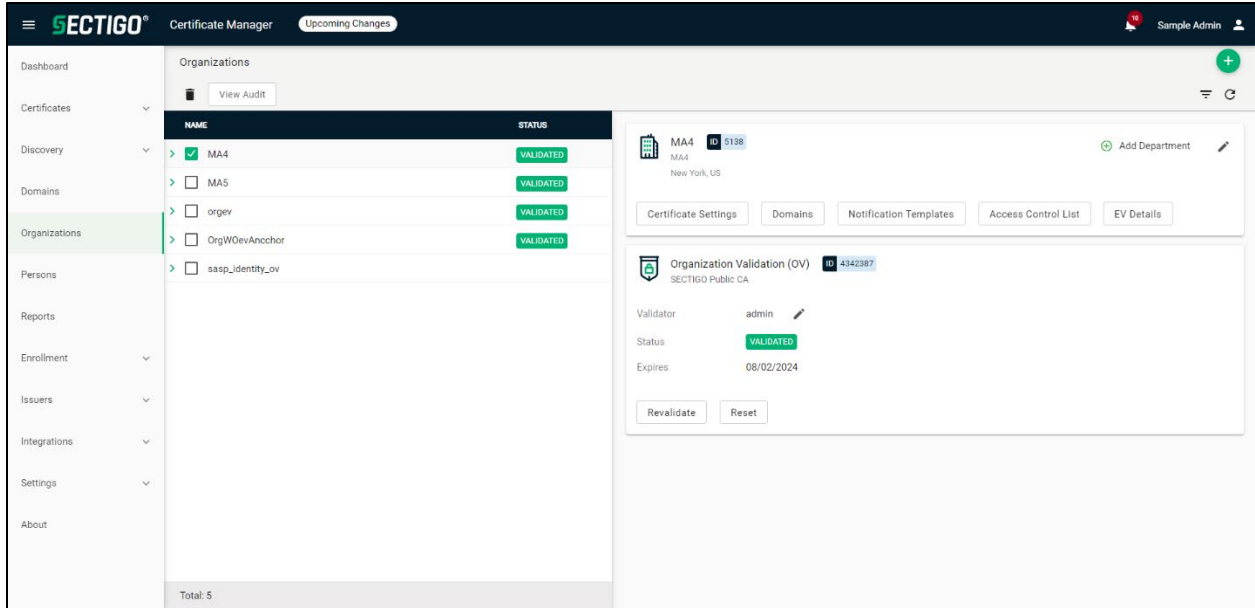 SECTIGO® Certificate Manager Upcoming Changes 10 Sample Admin
Dashboard
Certificates
Discovery
Domains
Organizations
Persons
Reports
Enrollment
Issuers
Integrations
Settings
About
Organizations
View Audit
NAME STATUS
MA4 VALIDATED
MA5 VALIDATED
orgev VALIDATED
OrgWOevAncchor VALIDATED
sasp_identity_ov
Total: 5
MA4 ID 5138
MA4
New York, US
Add Department
Certificate Settings Domains Notification Templates Access Control List EV Details
Organization Validation (OV) ID 4342387
SECTIGO Public CA
Validator admin
Status VALIDATED
Expires 08/02/2024
Revalidate Reset